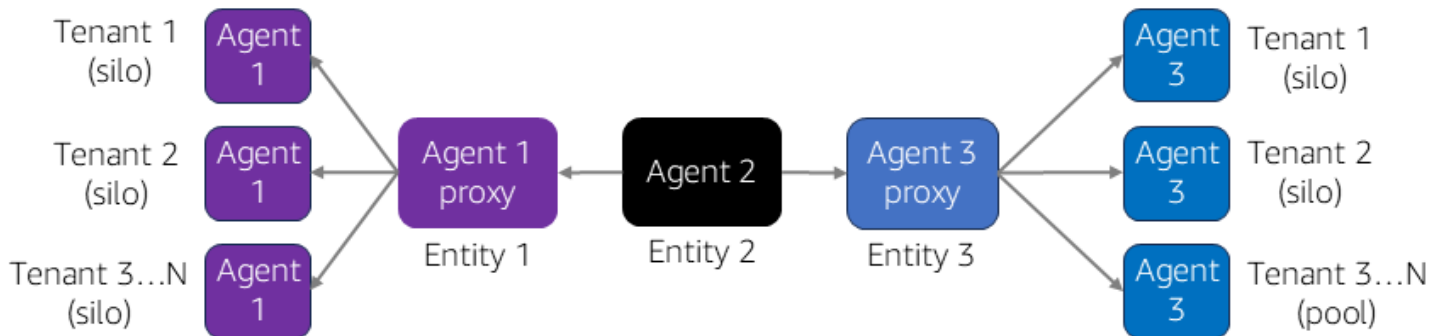 Tenant 1
(silo)
Agent
1
Tenant 2
(silo)
Agent
1
Tenant 3...N
(silo)
Agent
1
Agent 1
proxy
Entity 1
Agent 2
Entity 2
Agent 3
proxy
Entity 3
Agent
3
Tenant 1
(silo)
Agent
3
Tenant 2
(silo)
Agent
3
Tenant 3...N
(pool)